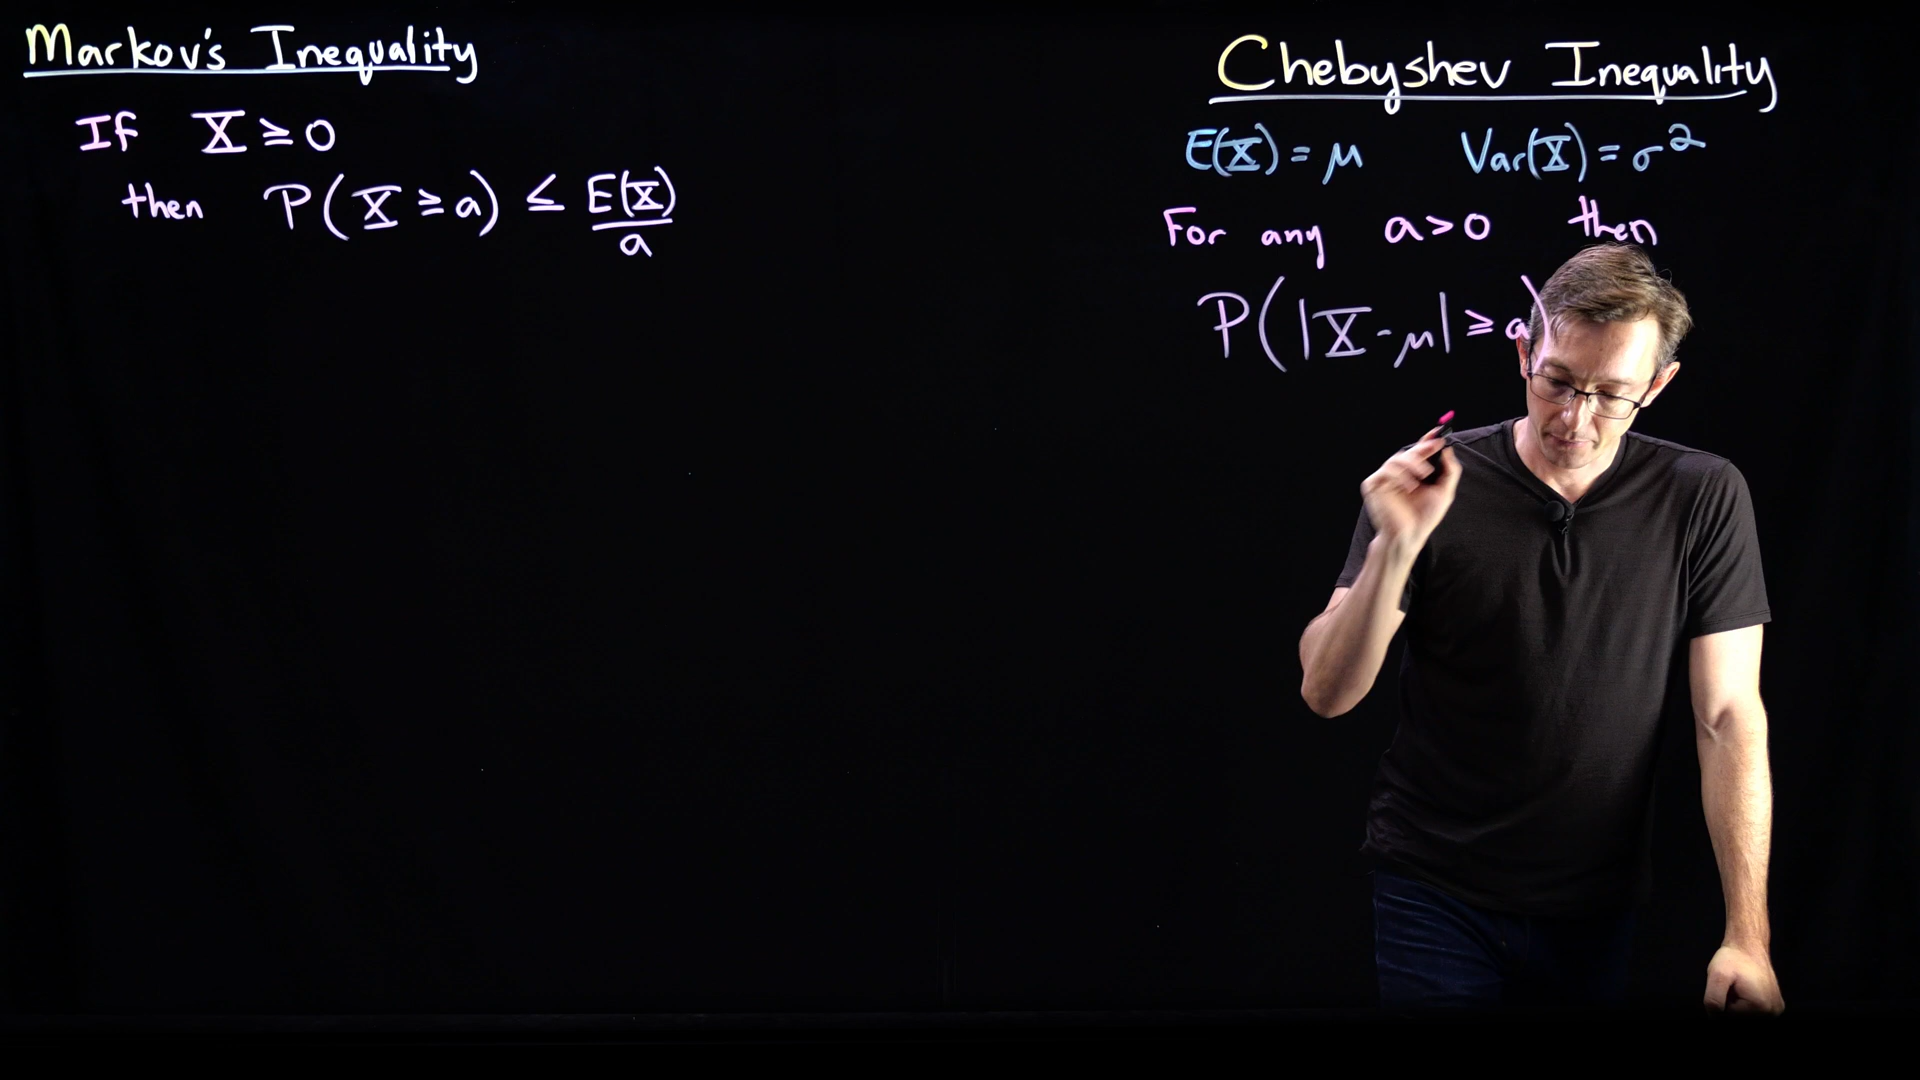 Markov's Inequality
If X ≥ 0
then P(X ≥ a) ≤ E(X)/a
Chebyshev Inequality
E(X) = μ Var(X) = σ²
For any a > 0 then
P(|X - μ| ≥ a)